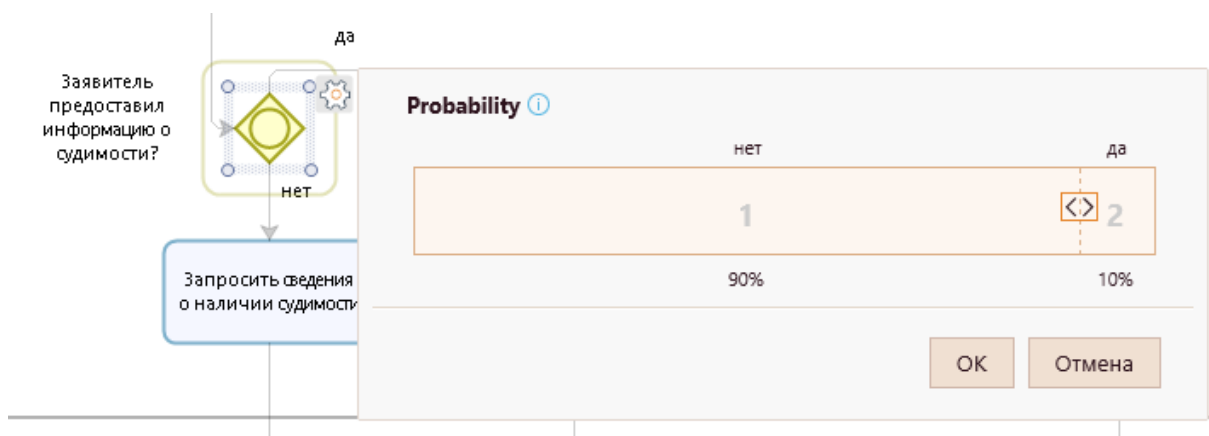 да
Заявитель
предоставил
информацию о
судимости?
нет
Запросить сведения
о наличии судимости
Probability
нет да
1 2
90% 10%
OK Отмена